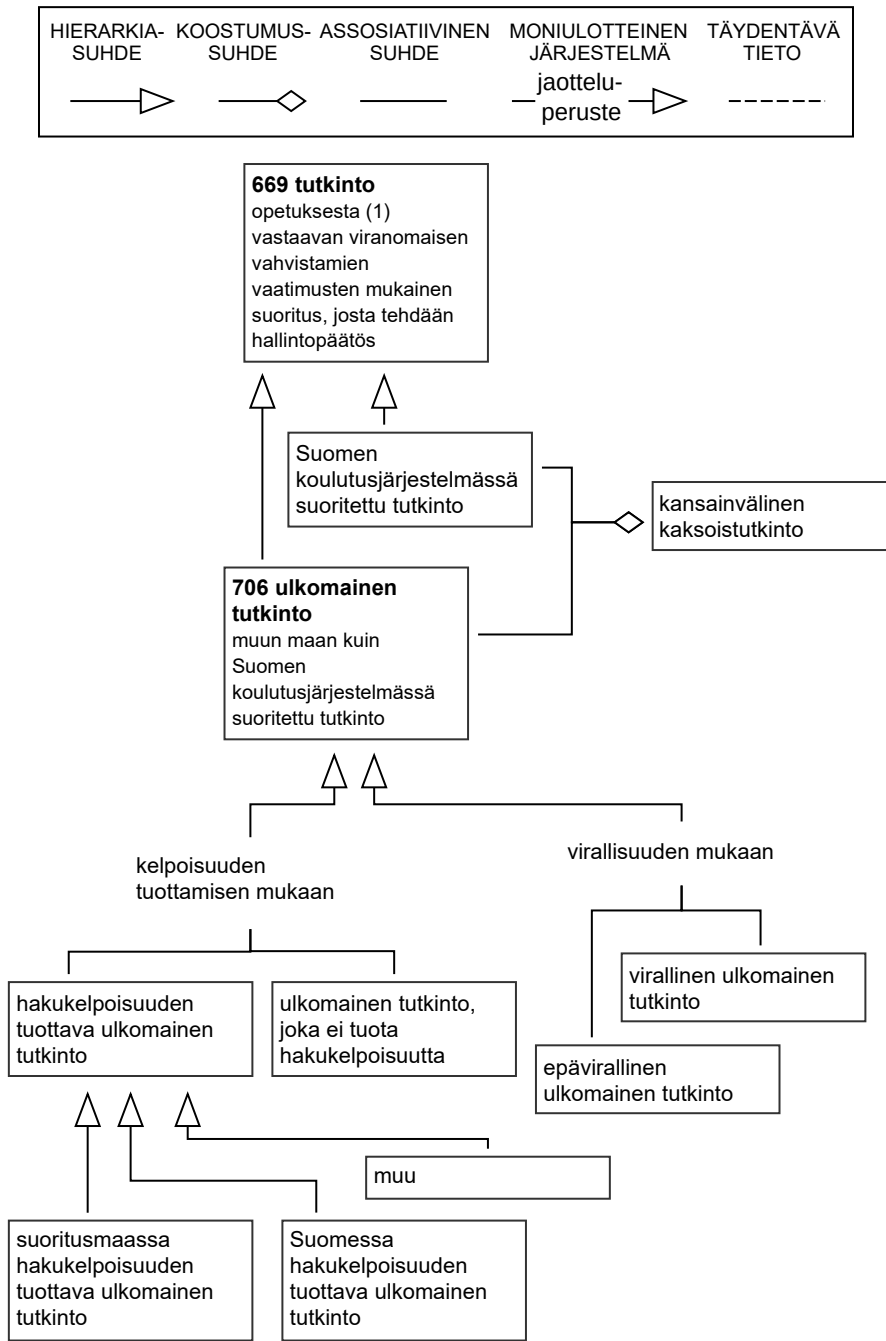 HIERARKIA-
SUHDE
KOOSTUMUS-
SUHDE
ASSOSIATIIVINEN
SUHDE
MONIULOTTEINEN
JÄRJESTELMÄ
jaottelu-
peruste
TÄYDENTÄVÄ
TIETO
669 tutkinto
opetuksesta (1)
vastaavan viranomaisen
vahvistamien
vaatimusten mukainen
suoritus, josta tehdään
hallintopäätös
Suomen
koulutusjärjestelmässä
suoritettu tutkinto
kansainvälinen
kaksoistutkinto
706 ulkomainen
tutkinto
muun maan kuin
Suomen
koulutusjärjestelmässä
suoritettu tutkinto
kelpoisuuden
tuottamisen mukaan
virallisuuden mukaan
hakukelpoisuuden
tuottava ulkomainen
tutkinto
ulkomainen tutkinto,
joka ei tuota
hakukelpoisuutta
virallinen ulkomainen
tutkinto
epävirallinen
ulkomainen tutkinto
muu
suoritusmaassa
hakukelpoisuuden
tuottava ulkomainen
tutkinto
Suomessa
hakukelpoisuuden
tuottava ulkomainen
tutkinto